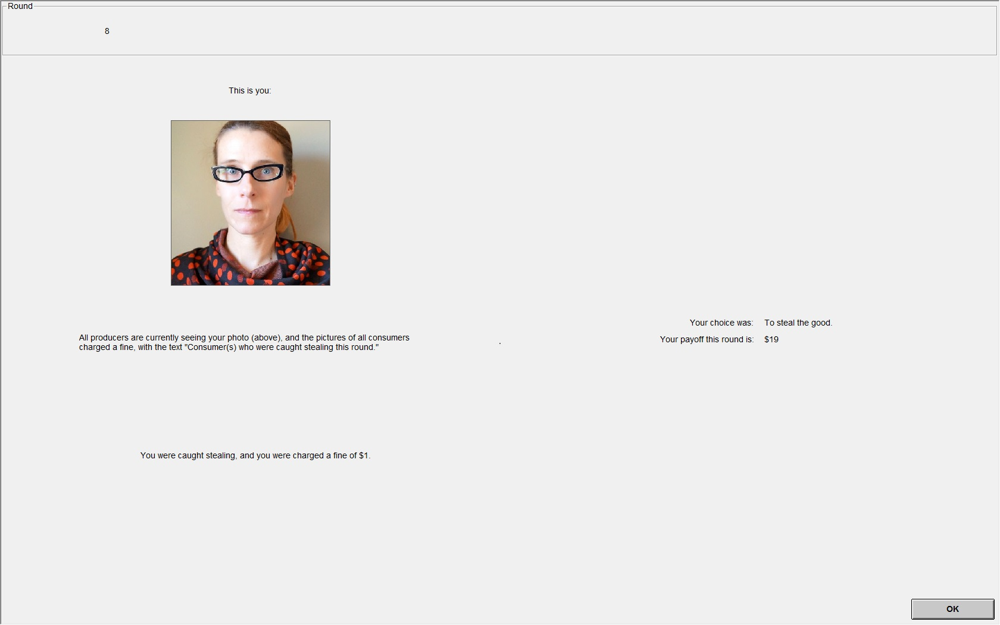 Round
8
This is you:
Your choice was: To steal the good.
Your payoff this round is: $19
All producers are currently seeing your photo (above), and the pictures of all consumers
charged a fine, with the text "Consumer(s) who were caught stealing this round."
.
You were caught stealing, and you were charged a fine of $1.
OK